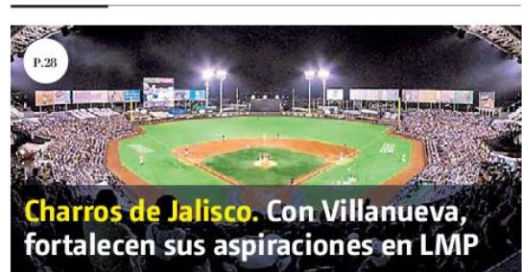 P.28
Charros de Jalisco. Con Villanueva,
fortalecen sus aspiraciones en LMP